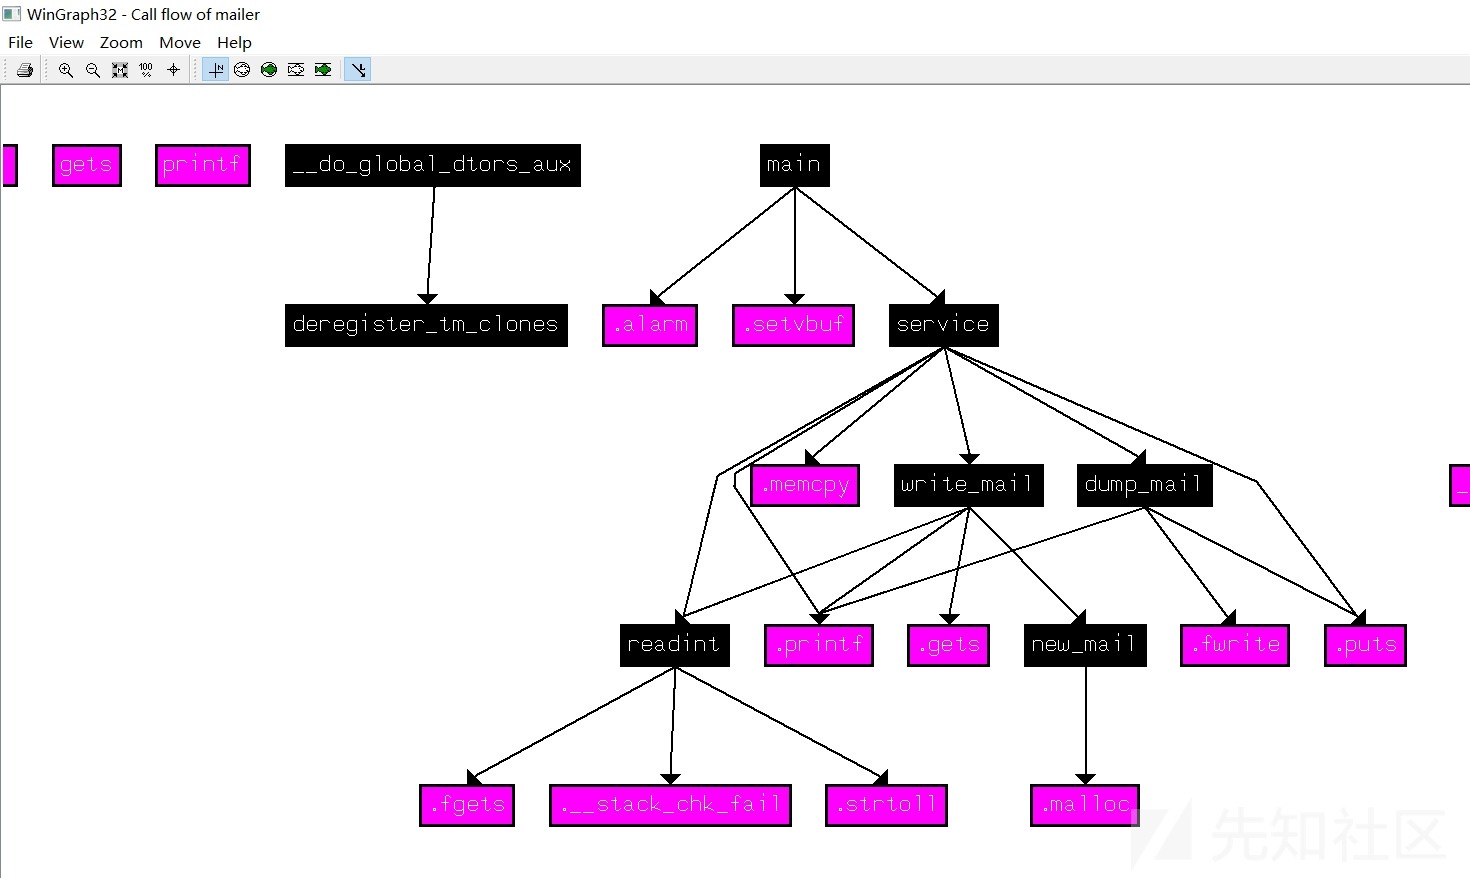 WinGraph32 - Call flow of mailer
File View Zoom Move Help
100 %
N
gets printf __do_global_dtors_aux main
deregister_tm_clones .alarm .setvbuf service
.memcpy write_mail dump_mail _
readint .printf .gets new_mail .fwrite .puts
.fgets .__stack_chk_fail .strtoll .malloc
先知社区